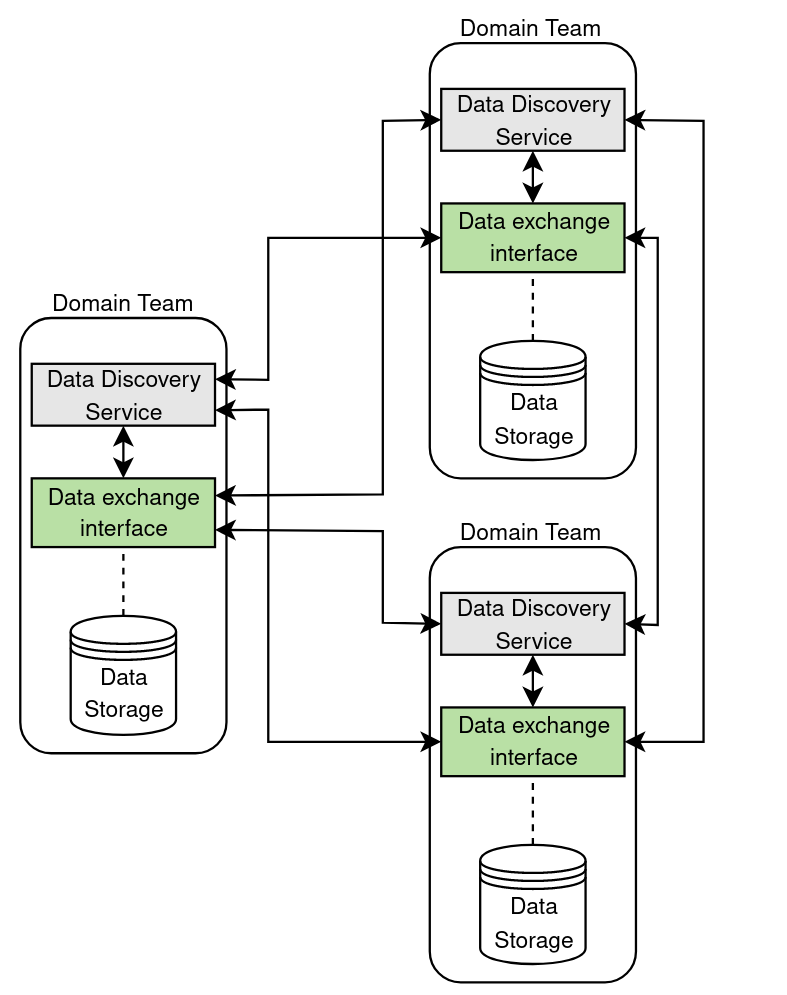 Domain Team
Data Discovery
Service
Data exchange
interface
Data
Storage
Domain Team
Data Discovery
Service
Data exchange
interface
Data
Storage
Domain Team
Data Discovery
Service
Data exchange
interface
Data
Storage